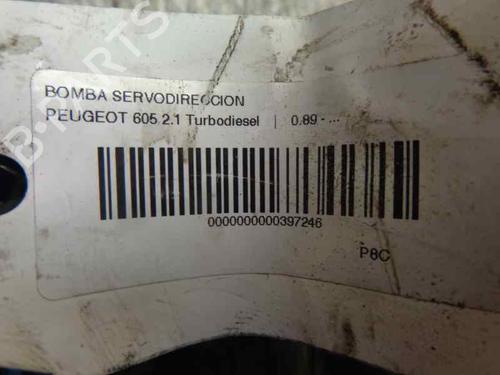 BOMBA SERVODIRECCION
PEUGEOT 605 2.1 Turbodiesel | 0.89 - ...
0000000000397246
P8C